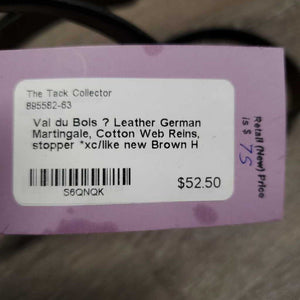 The Tack Collector
895582-63
Val du Bois ? Leather German
Martingale, Cotton Web Reins,
stopper *xc/like new Brown H
S6QNQK
$52.50
Retail (New) Price
is $ 75